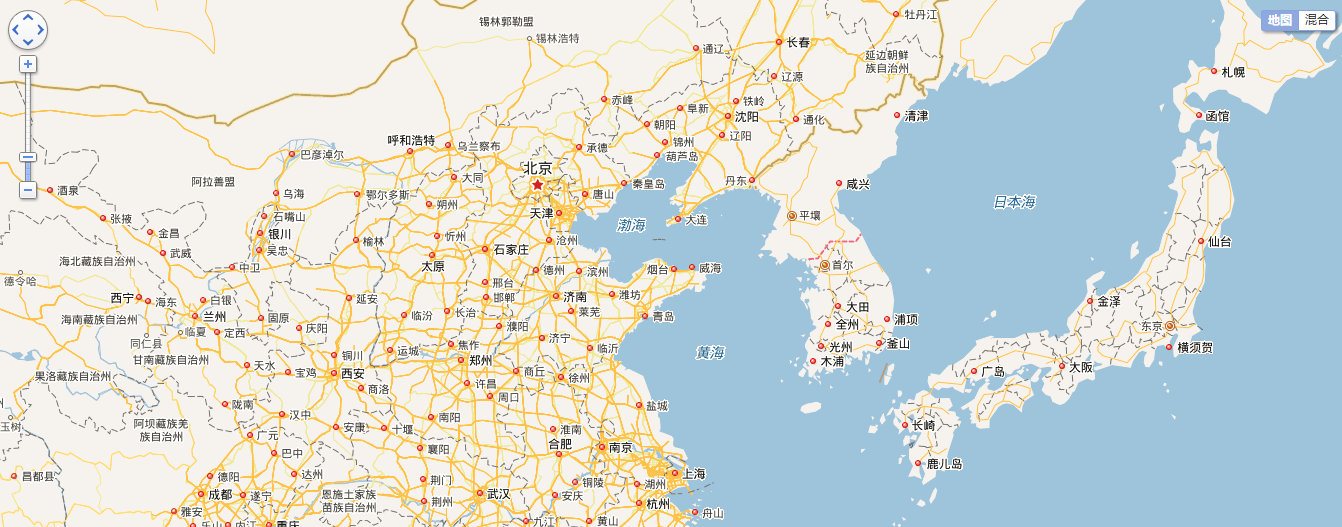 锡林郭勒盟
锡林浩特
牡丹江
地图 混合
通辽
长春
延边朝鲜
族自治州
辽源
札幌
赤峰
阜新
铁岭
沈阳
通化
清津
函馆
朝阳
辽阳
呼和浩特
乌兰察布
承德
锦州
葫芦岛
巴彦淖尔
北京
阿拉善盟
大同
秦皇岛
丹东
咸兴
酒泉
乌海
鄂尔多斯
唐山
朔州
日本海
张掖
石嘴山
天津
渤海
大连
平壤
金昌
银川
榆林
忻州
沧州
仙台
武威
吴忠
石家庄
海北藏族自治州
中卫
太原
德州
滨州
烟台
威海
首尔
德令哈
邢台
西宁
海东
白银
延安
邯郸
济南
潍坊
金泽
大田
兰州
临汾
长治
莱芜
青岛
海南藏族自治州
固原
庆阳
濮阳
全州
浦项
东京
临夏
定西
同仁县
济宁
黄海
光州
釜山
横须贺
甘南藏族自治州
铜川
运城
焦作
临沂
郑州
木浦
天水
宝鸡
西安
商丘
徐州
广岛
大阪
果洛藏族自治州
商洛
许昌
周口
陇南
汉中
南阳
盐城
玉树
阿坝藏族羌
族自治州
安康
十堰
淮南
长崎
广元
合肥
南京
巴中
襄阳
鹿儿岛
昌都县
德阳
达州
荆门
铜陵
湖州
上海
成都
遂宁
恩施土家族
苗族自治州
荆州
武汉
安庆
杭州
雅安
舟山
乐山
内江
重庆
九江
黄山